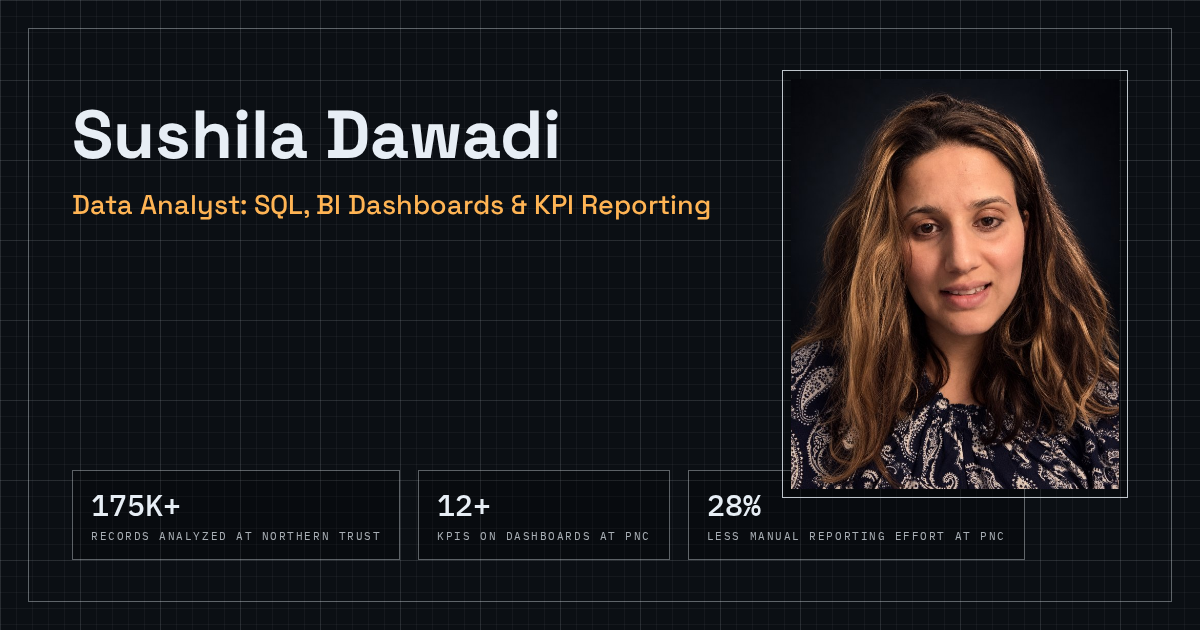 Sushila Dawadi
Data Analyst: SQL, BI Dashboards & KPI Reporting
175K+
RECORDS ANALYZED AT NORTHERN TRUST
12+
KPIS ON DASHBOARDS AT PNC
28%
LESS MANUAL REPORTING EFFORT AT PNC